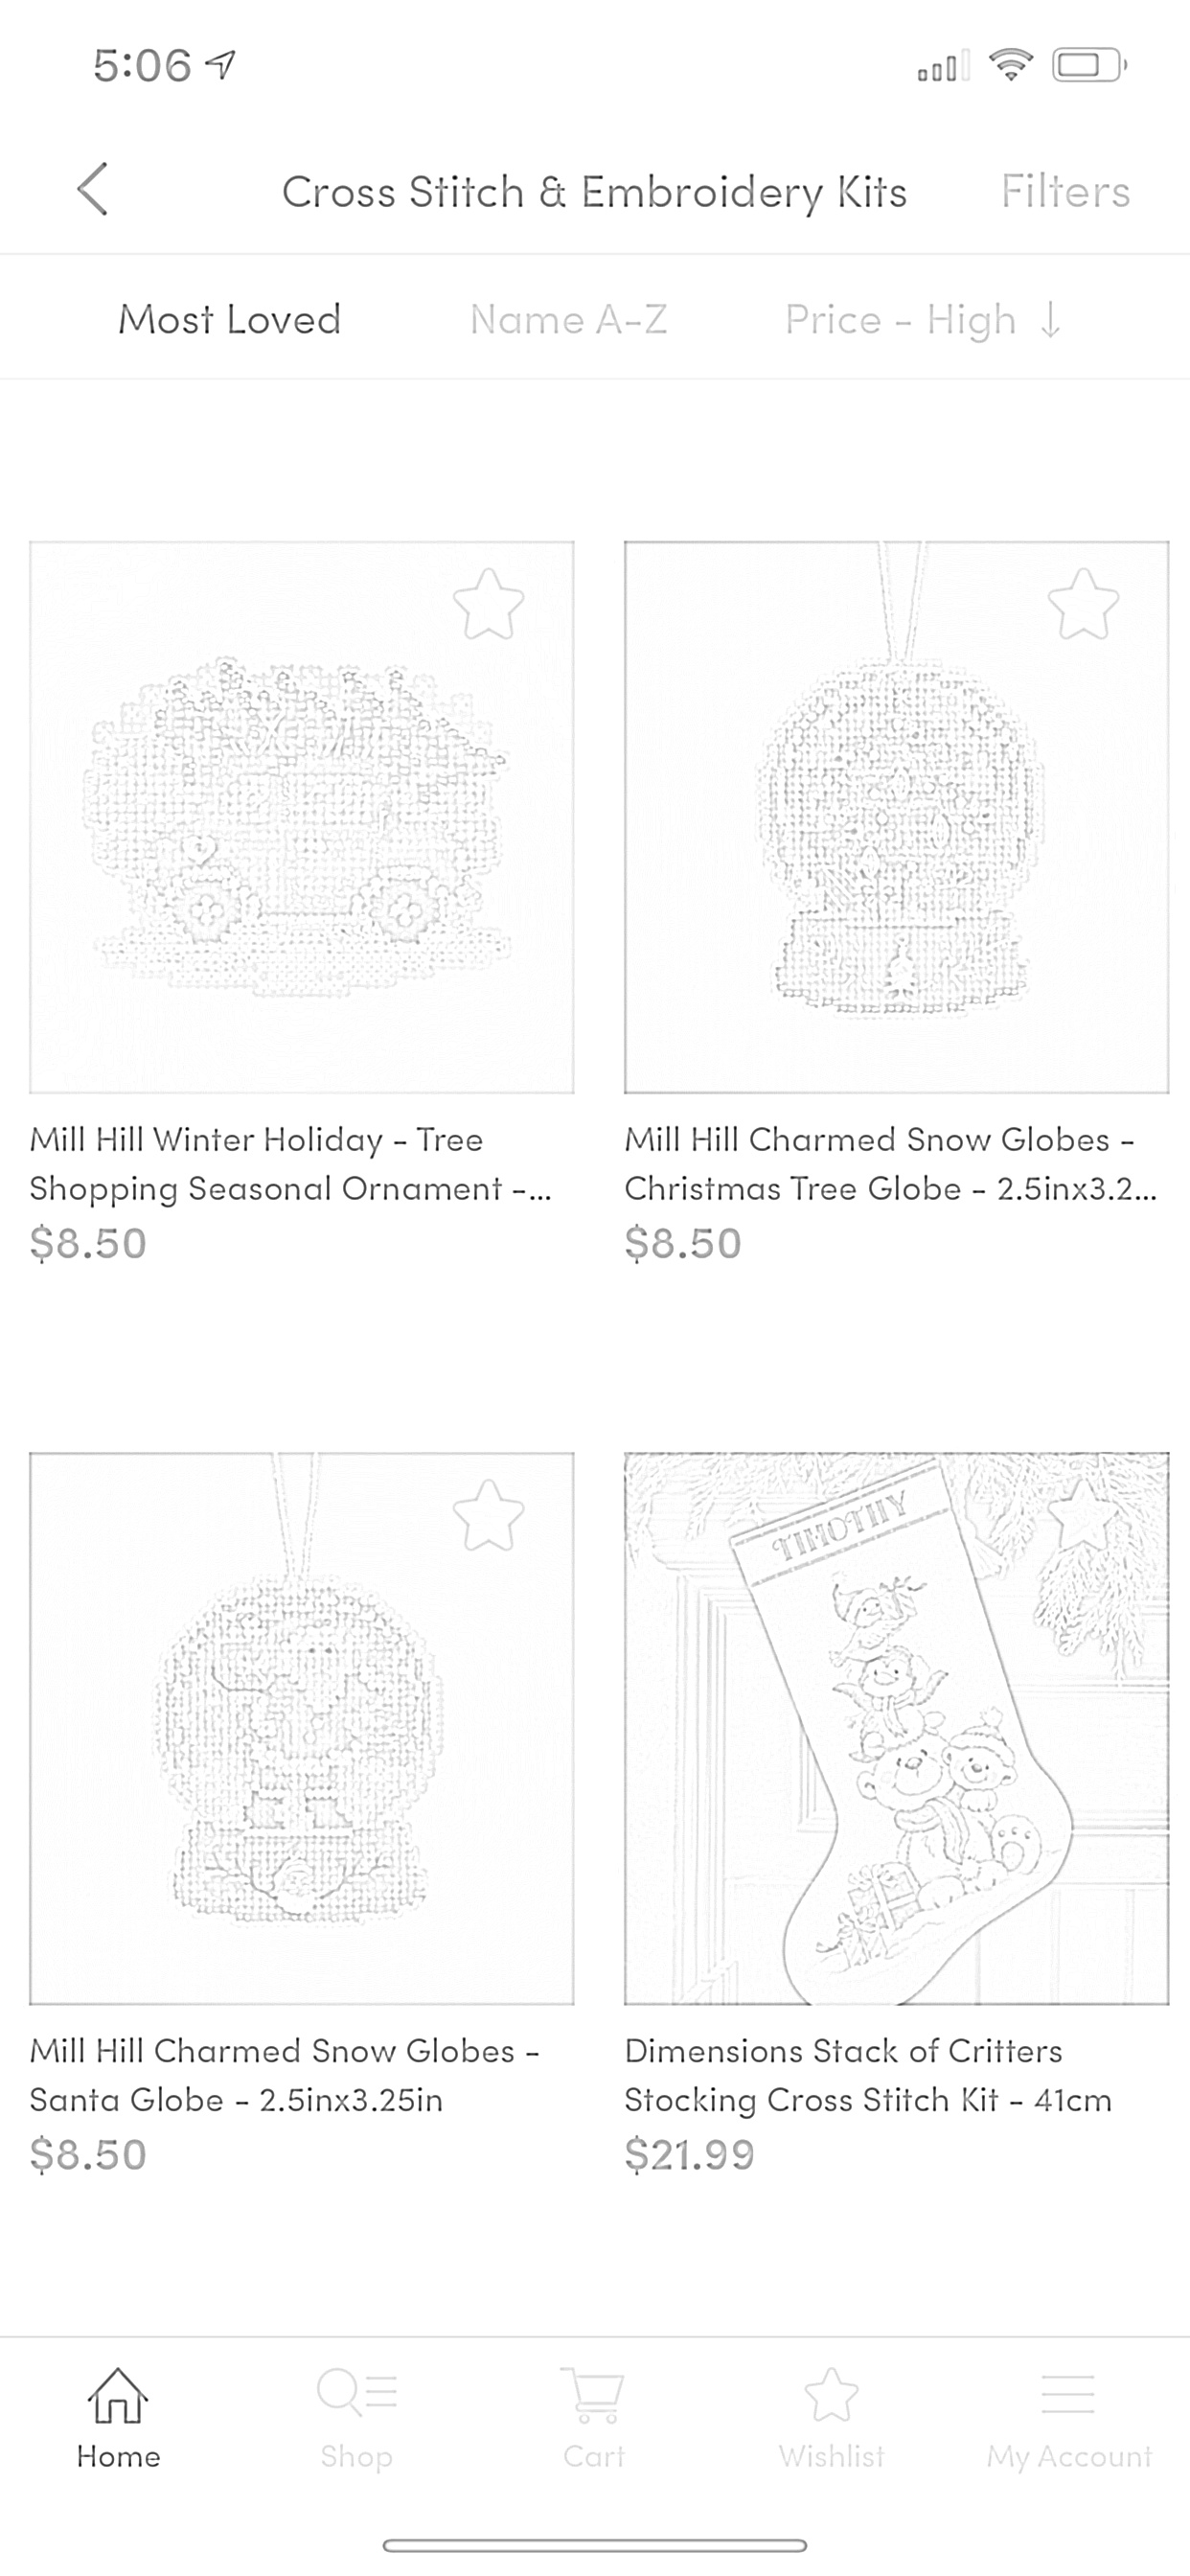 5:06
Cross Stitch & Embroidery Kits
Filters
Most Loved
Name A-Z
Price - High ↓
Mill Hill Winter Holiday - Tree
Shopping Seasonal Ornament -...
$8.50
Mill Hill Charmed Snow Globes -
Christmas Tree Globe - 2.5inx3.2...
$8.50
TIMOTHY
Mill Hill Charmed Snow Globes -
Santa Globe - 2.5inx3.25in
$8.50
Dimensions Stack of Critters
Stocking Cross Stitch Kit - 41cm
$21.99
Home
Shop
Cart
Wishlist
My Account